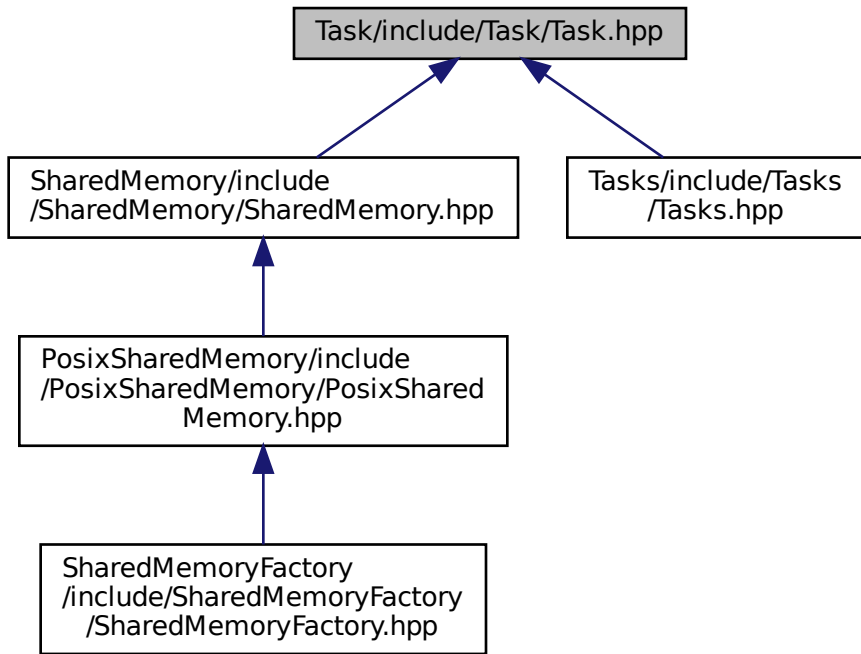 Task/include/Task/Task.hpp
SharedMemory/include
/SharedMemory/SharedMemory.hpp
Tasks/include/Tasks
/Tasks.hpp
PosixSharedMemory/include
/PosixSharedMemory/PosixShared
Memory.hpp
SharedMemoryFactory
/include/SharedMemoryFactory
/SharedMemoryFactory.hpp